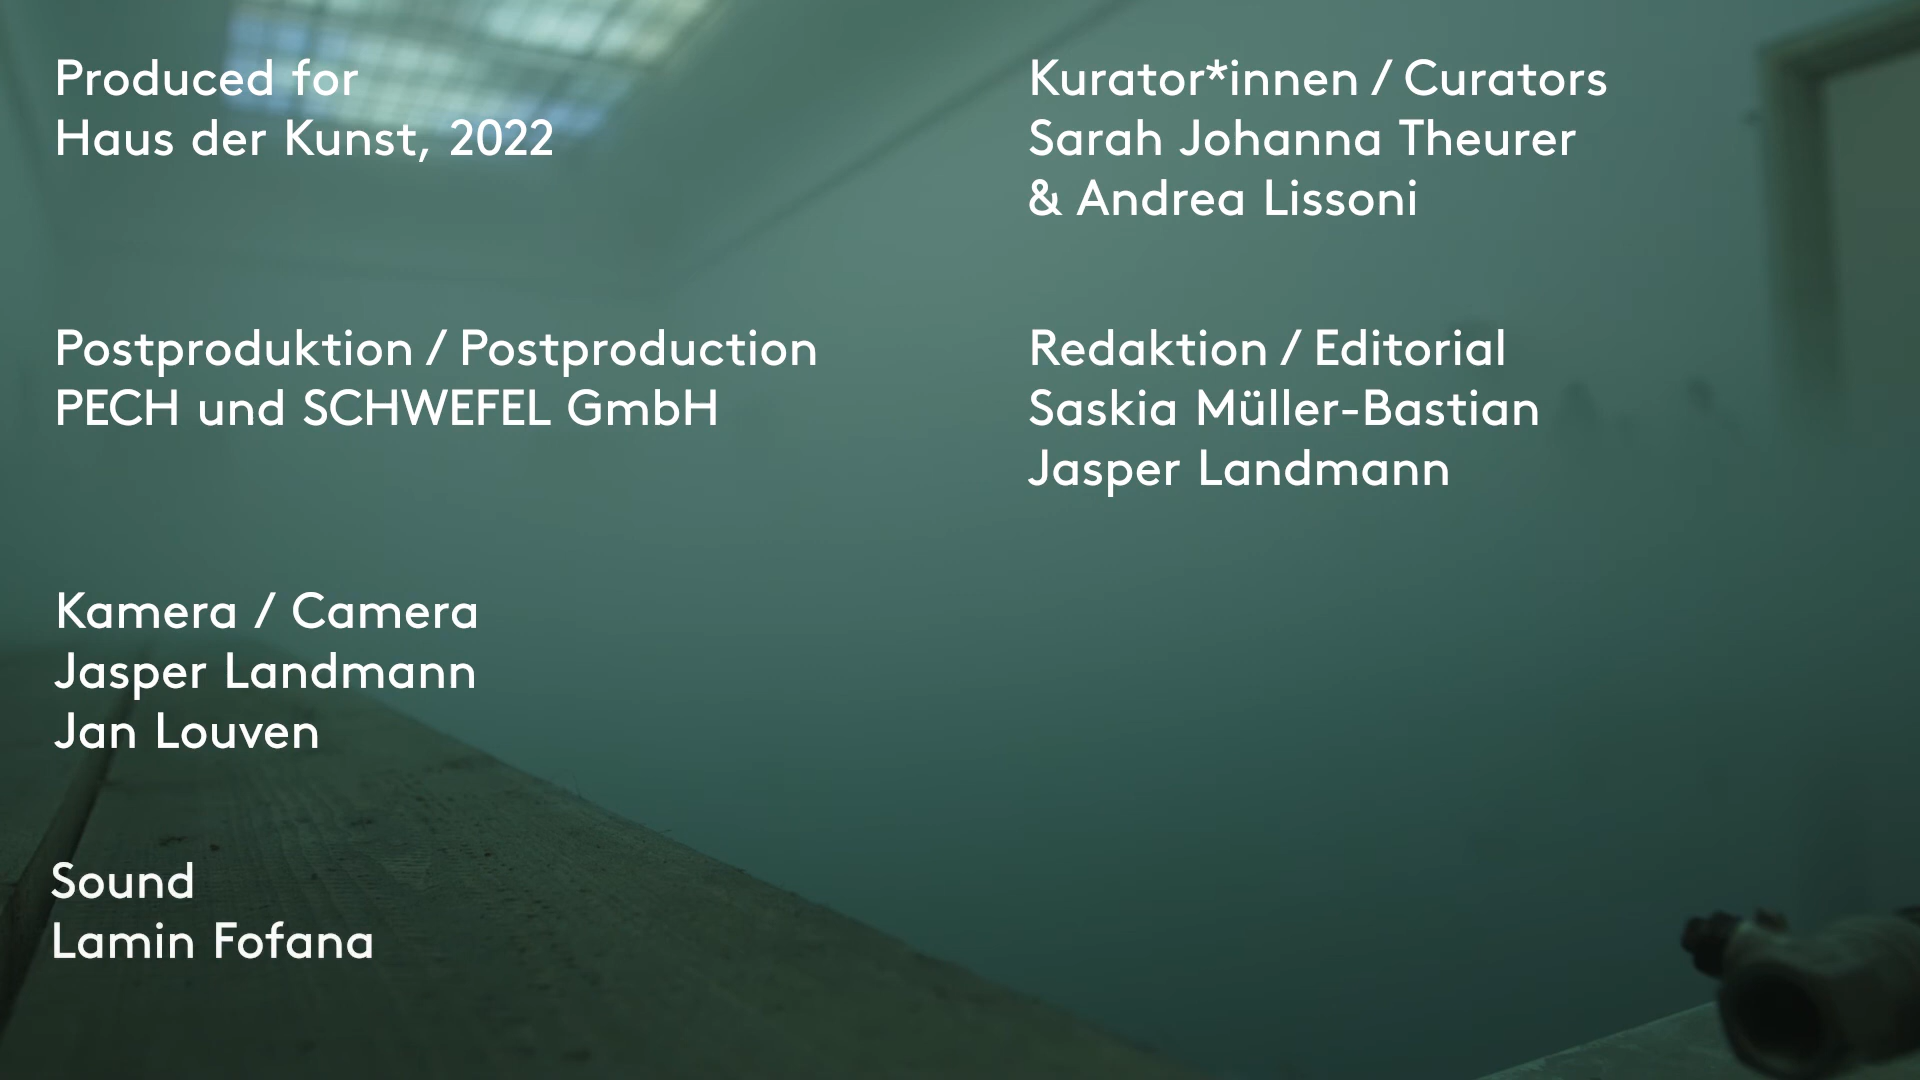 Produced for
Haus der Kunst, 2022
Postproduktion / Postproduction
PECH und SCHWEFEL GmbH
Kamera / Camera
Jasper Landmann
Jan Louven
Sound
Lamin Fofana
Kurator*innen / Curators
Sarah Johanna Theurer
& Andrea Lissoni
Redaktion / Editorial
Saskia Müller-Bastian
Jasper Landmann